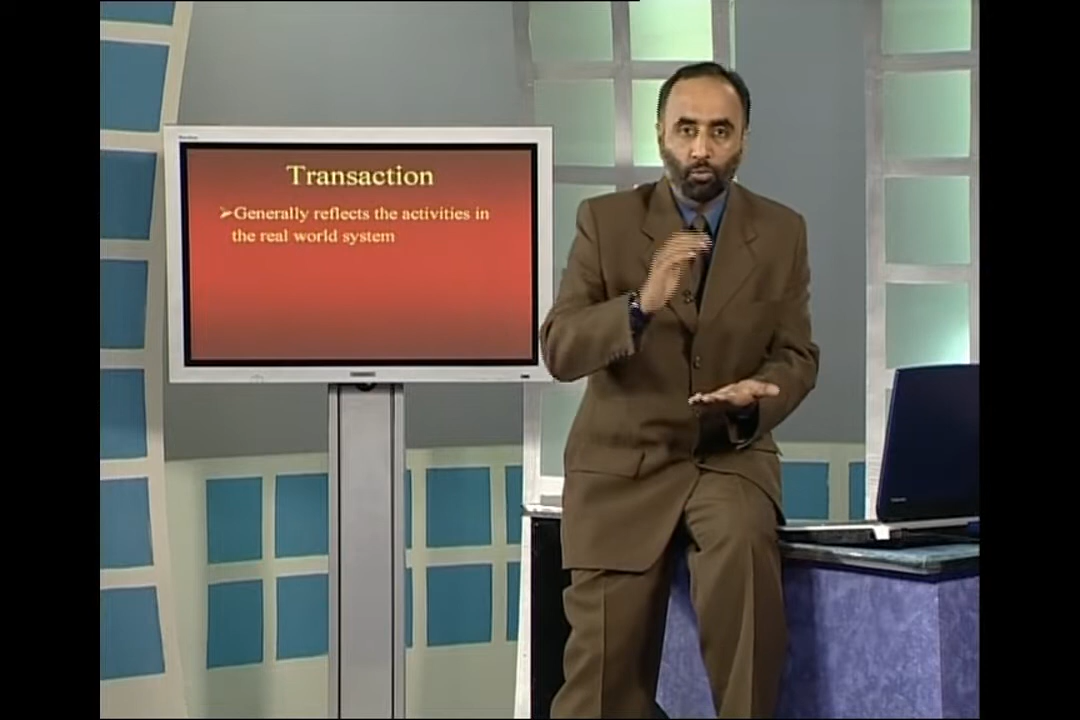 Transaction
➢Generally reflects the activities in
the real world system